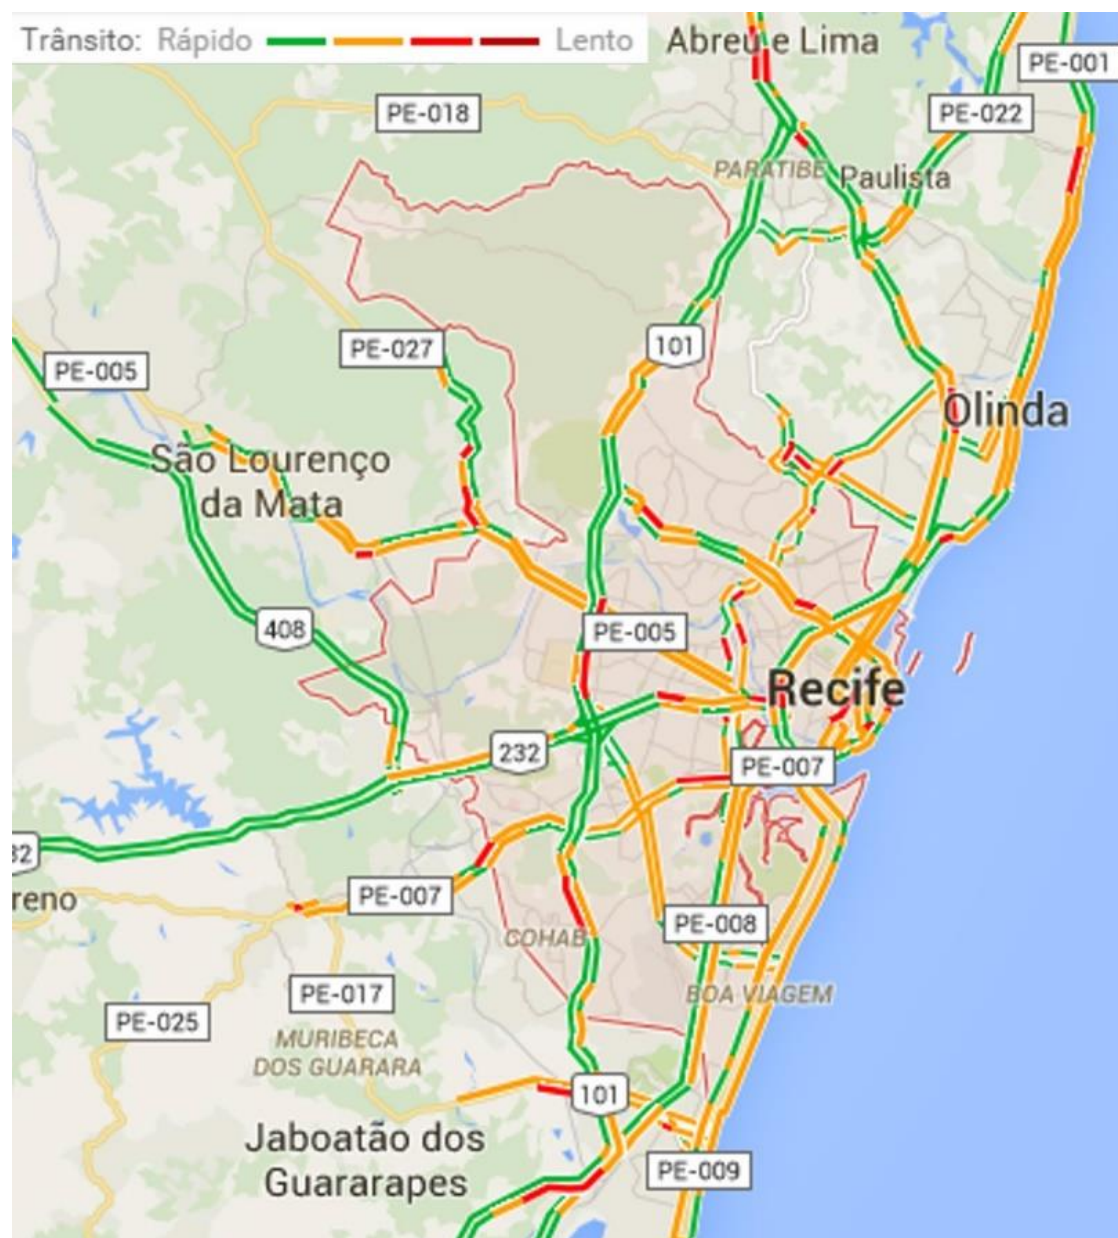 Trânsito: Rápido Lento
Abreu e Lima
PE-001
PE-018
PE-022
PARATIBE
Paulista
101
PE-027
PE-005
Olinda
São Lourenço
da Mata
408
PE-005
Recife
232
PE-007
32
reno
PE-007
PE-008
COHAB
PE-017
BOA VIAGEM
PE-025
MURIBECA
DOS GUARARA
101
Jaboatão dos
Guararapes
PE-009